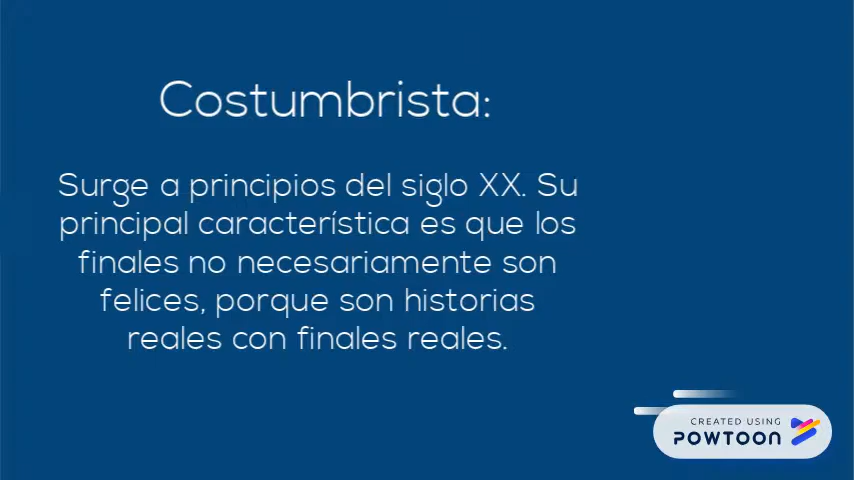 Costumbrista:
Surge a principios del siglo XX. Su
principal característica es que los
finales no necesariamente son
felices, porque son historias
reales con finales reales.
CREATED USING
POWTOON